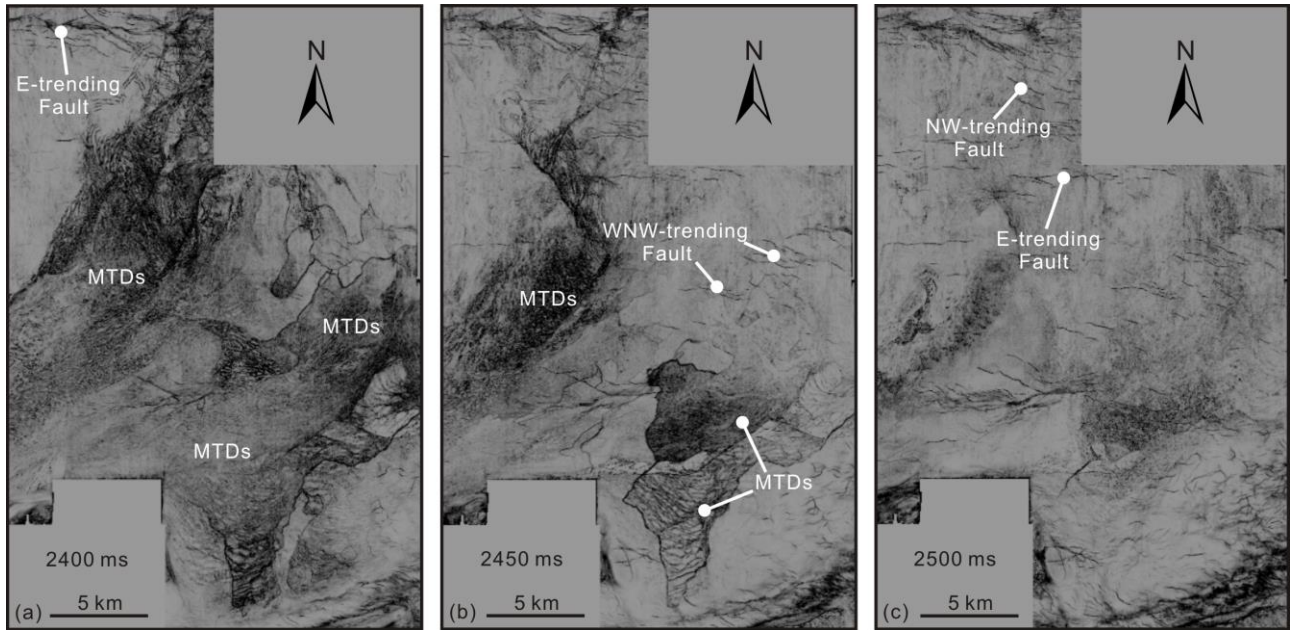 N
E-trending
Fault
MTDs
MTDs
MTDs
2400 ms
(a)
5 km
N
WNW-trending
Fault
MTDs
MTDs
2450 ms
(b)
5 km
N
NW-trending
Fault
E-trending
Fault
2500 ms
(c)
5 km